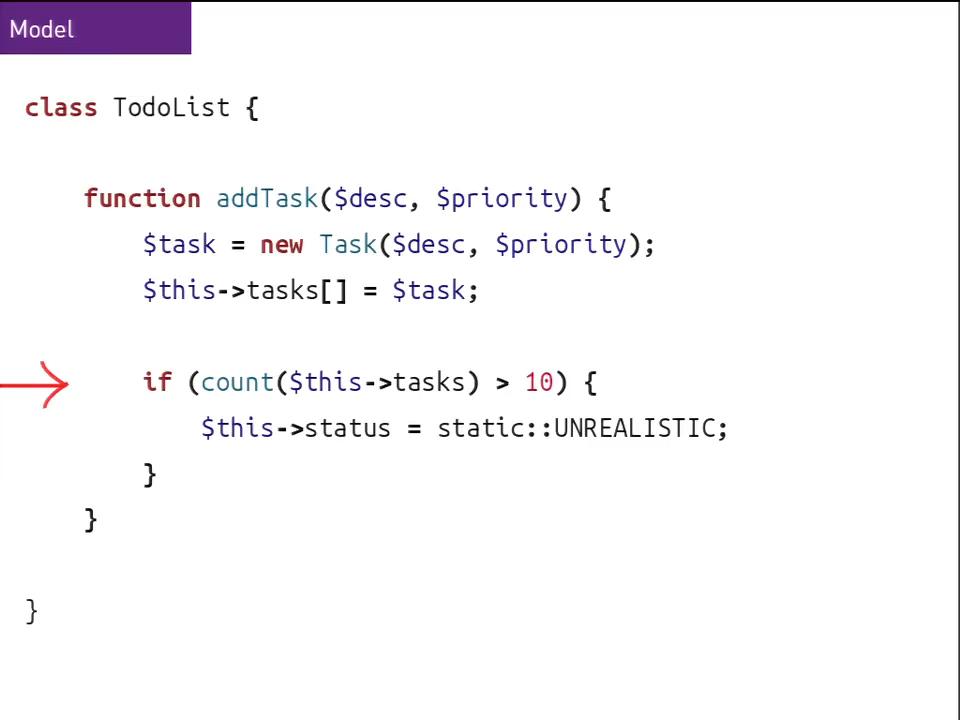 Model
class TodoList {
function addTask($desc, $priority) {
$task = new Task($desc, $priority);
$this->tasks[] = $task;
if (count($this->tasks) > 10) {
$this->status = static::UNREALISTIC;
}
}
}